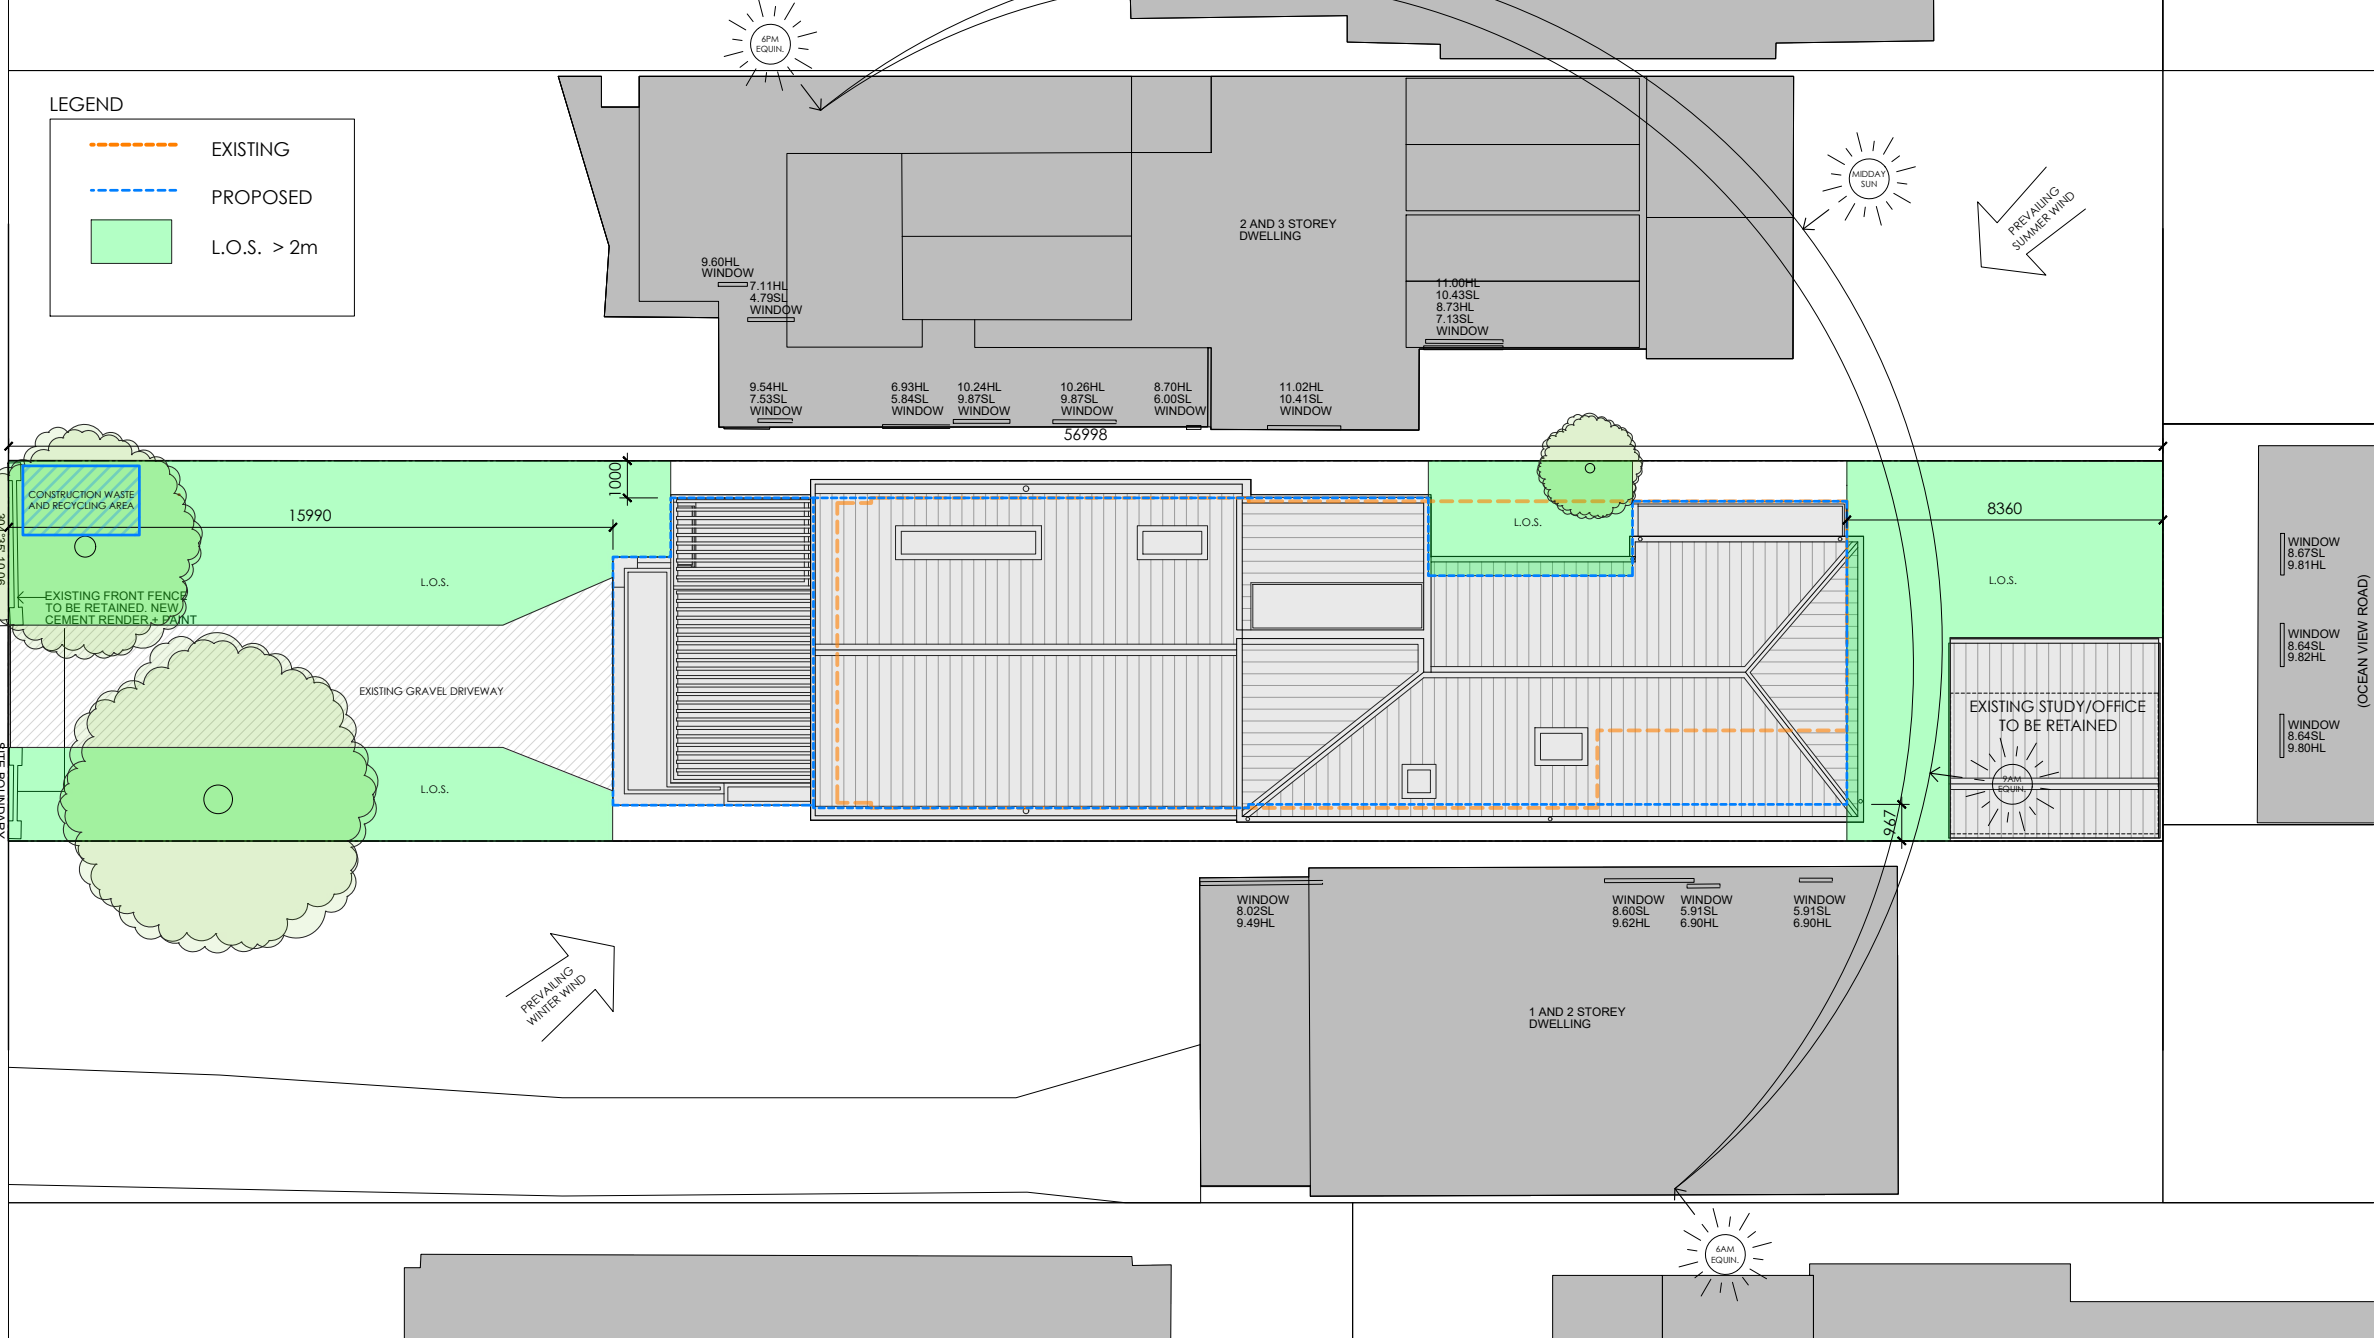 6PM
EQUIN.
LEGEND
EXISTING
PROPOSED
L.O.S. > 2m
MIDDAY
SUN
PREVAILING
SUMMER WIND
2 AND 3 STOREY
DWELLING
9.60HL
WINDOW
7.11HL
4.79SL
WINDOW
11.00HL
10.43SL
8.73HL
7.13SL
WINDOW
9.54HL
7.53SL
WINDOW
6.93HL
5.84SL
WINDOW
10.24HL
9.87SL
WINDOW
10.26HL
9.87SL
WINDOW
8.70HL
6.00SL
WINDOW
11.02HL
10.41SL
WINDOW
56998
1000
CONSTRUCTION WASTE
AND RECYCLING AREA
15990
L.O.S.
8360
L.O.S.
L.O.S.
EXISTING FRONT FENCE
TO BE RETAINED. NEW
CEMENT RENDER + PAINT
EXISTING GRAVEL DRIVEWAY
L.O.S.
EXISTING STUDY/OFFICE
TO BE RETAINED
9AM
EQUIN.
967
WINDOW
8.67SL
9.81HL
WINDOW
8.64SL
9.82HL
WINDOW
8.64SL
9.80HL
(OCEAN VIEW ROAD)
SITE BOUNDARY
WINDOW
8.02SL
9.49HL
WINDOW
8.60SL
9.62HL
WINDOW
5.91SL
6.90HL
WINDOW
5.91SL
6.90HL
PREVAILING
WINTER WIND
1 AND 2 STOREY
DWELLING
6AM
EQUIN.